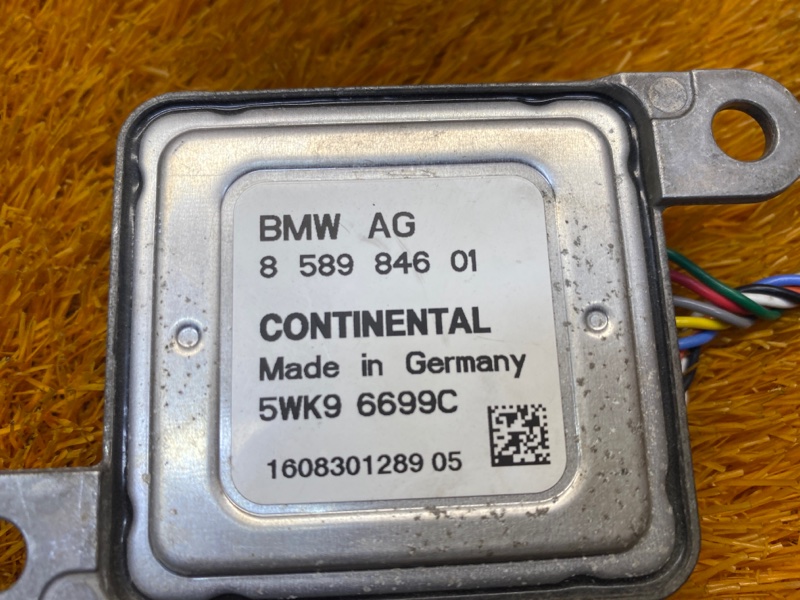 BMW AG
8 589 846 01
CONTINENTAL
Made in Germany
5WK9 6699C
1608301289 05